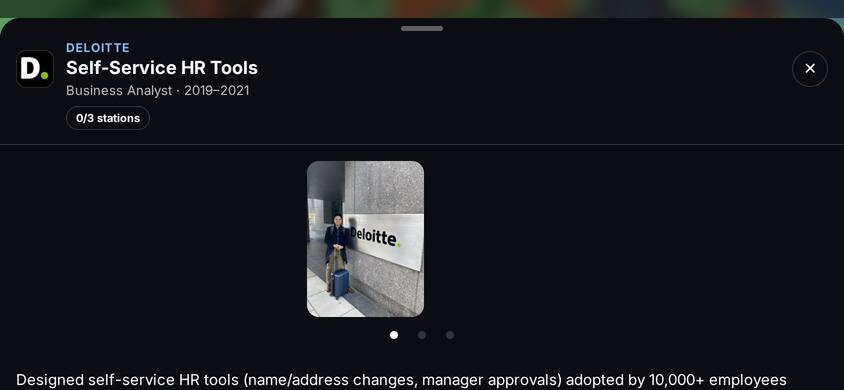 DELOITTE
D.
Self-Service HR Tools
Business Analyst · 2019–2021
0/3 stations
Deloitte.
Designed self-service HR tools (name/address changes, manager approvals) adopted by 10,000+ employees